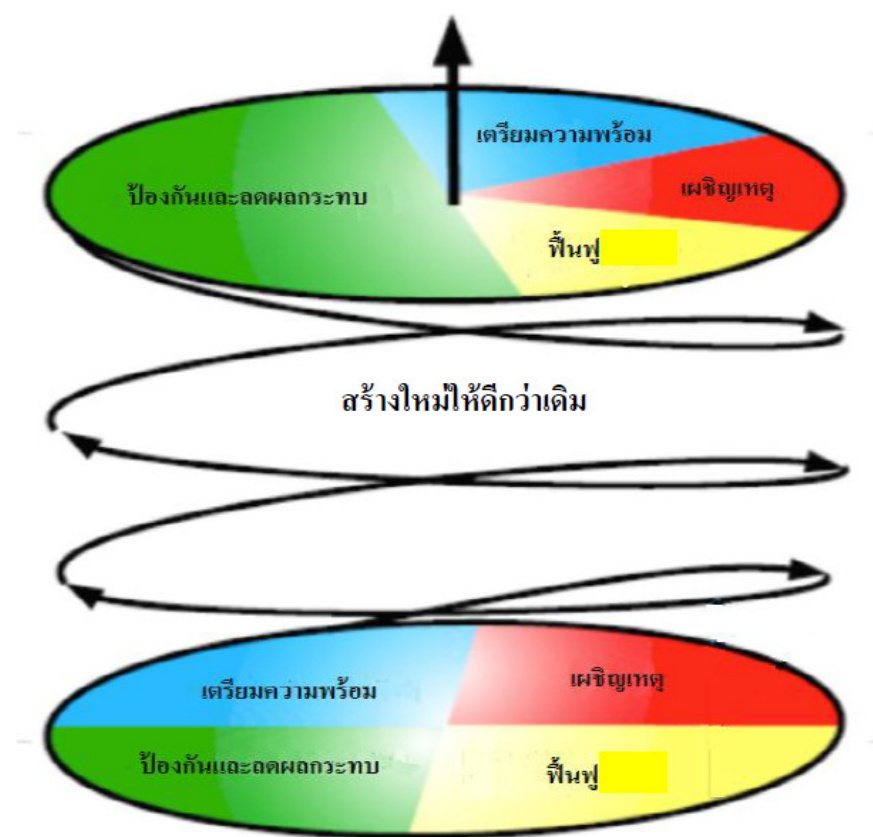 เตรียมความพร้อม
ป้องกันและลดผลกระทบ
เผชิญเหตุ
ฟื้นฟู
สร้างใหม่ให้ดีกว่าเดิม
เตรียมความพร้อม
เผชิญเหตุ
ป้องกันและลดผลกระทบ
ฟื้นฟู